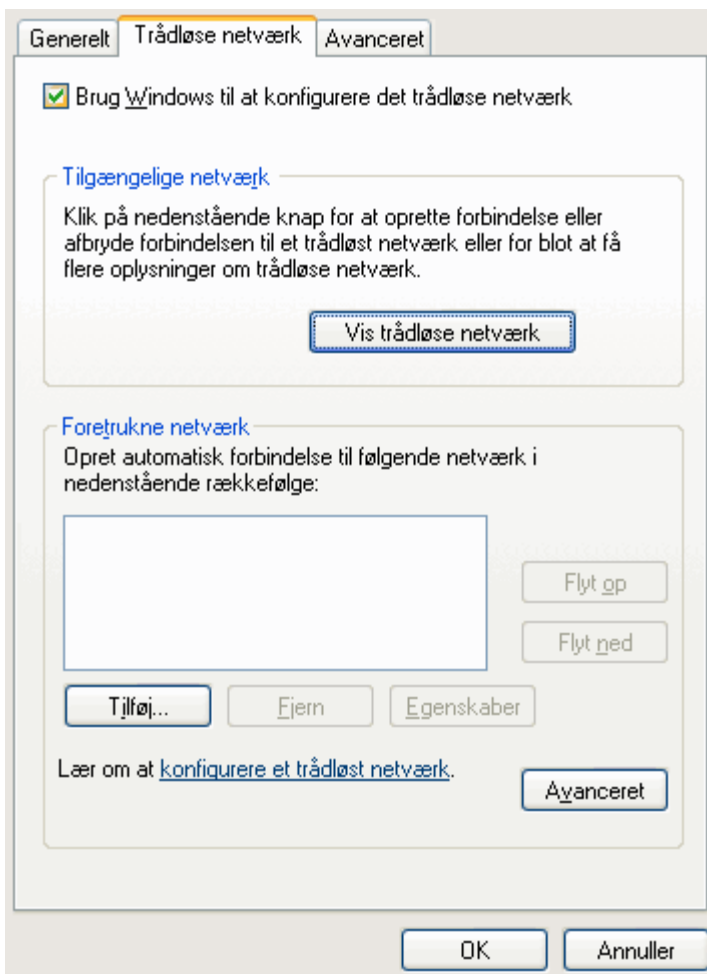 Generelt Trådløse netværk Avanceret
Brug Windows til at konfigurere det trådløse netværk
Tilgængelige netværk
Klik på nedenstående knap for at oprette forbindelse eller
afbryde forbindelsen til et trådløst netværk eller for blot at få
flere oplysninger om trådløse netværk.
Vis trådløse netværk
Foretrukne netværk
Opret automatisk forbindelse til følgende netværk i
nedenstående rækkefølge:
Flyt op
Flyt ned
Tilføj... Fjern Egenskaber
Lær om at konfigurere et trådløst netværk.
Avanceret
OK Annuller